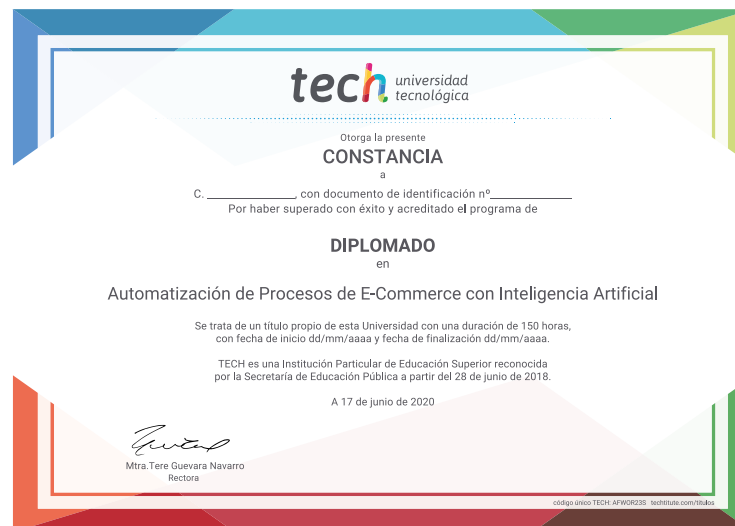 tech universidad
tecnológica
Otorga la presente
CONSTANCIA
a
C. ________________, con documento de identificación nº______________
Por haber superado con éxito y acreditado el programa de
DIPLOMADO
en
Automatización de Procesos de E-Commerce con Inteligencia Artificial
Se trata de un título propio de esta Universidad con una duración de 150 horas,
con fecha de inicio dd/mm/aaaa y fecha de finalización dd/mm/aaaa.
TECH es una Institución Particular de Educación Superior reconocida
por la Secretaría de Educación Pública a partir del 28 de junio de 2018.
A 17 de junio de 2020
Mtra.Tere Guevara Navarro
Rectora
código único TECH: AFWOR23S techtitute.com/titulos